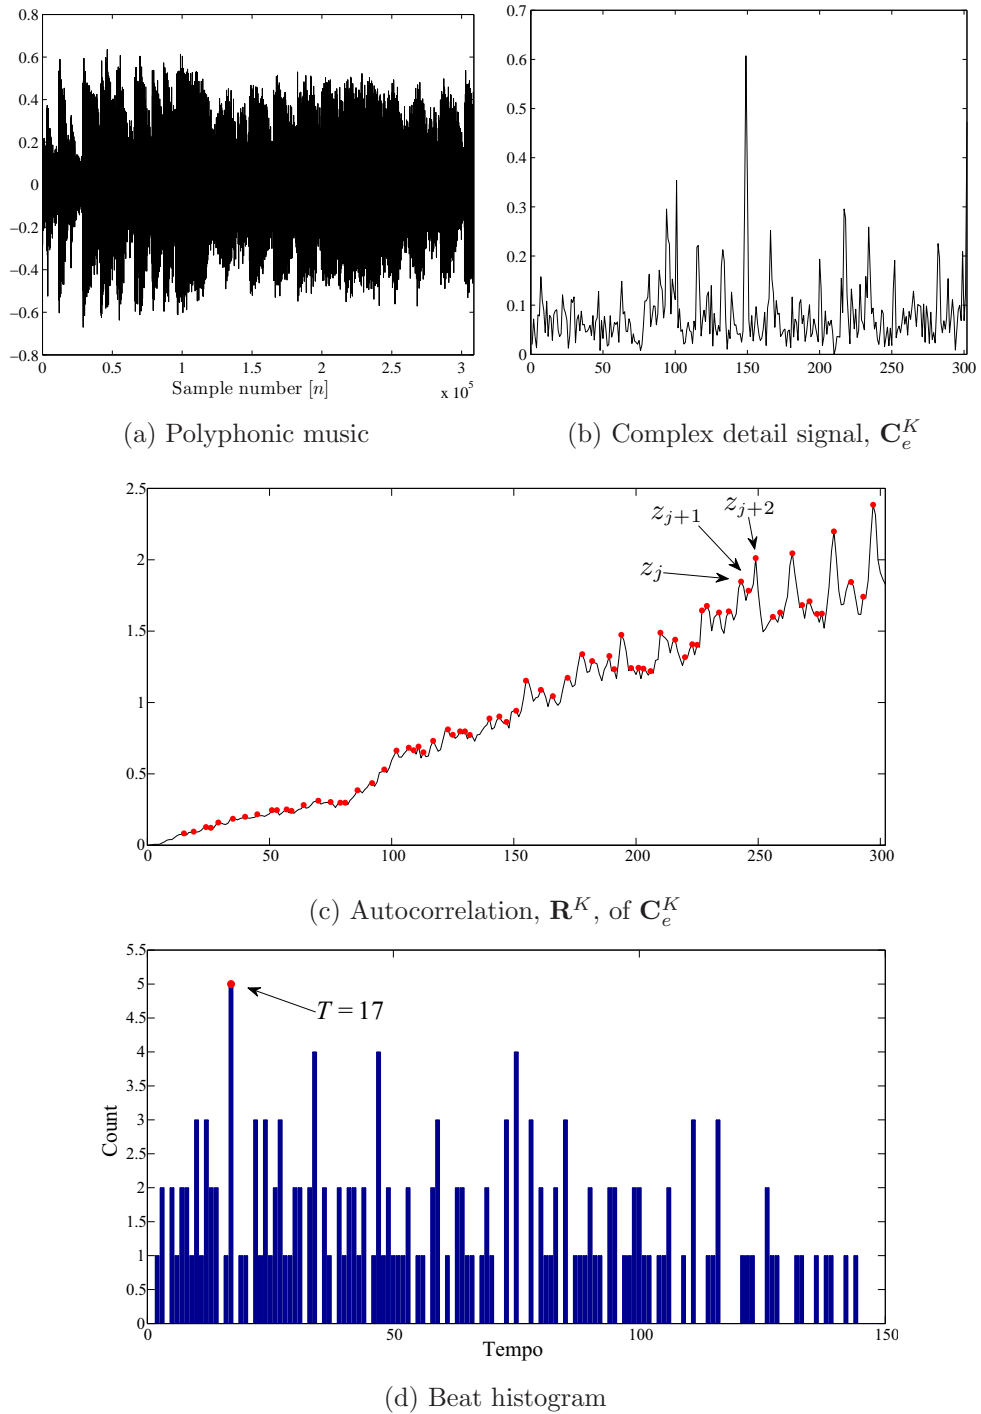 0.8
0.6
0.4
0.2
0
−0.2
−0.4
−0.6
−0.8
0 0.5 1 1.5 2 2.5 3
Sample number [n]
x 10^5
(a) Polyphonic music
0.7
0.6
0.5
0.4
0.3
0.2
0.1
0
0 50 100 150 200 250 300
(b) Complex detail signal, C_e^K
2.5
2
1.5
1
0.5
0
0 50 100 150 200 250 300
z_{j+1}
z_{j+2}
z_j
(c) Autocorrelation, R^K, of C_e^K
5.5
5
4.5
4
3.5
3
2.5
2
1.5
1
0.5
0
Count
T = 17
0 50 100 150
Tempo
(d) Beat histogram